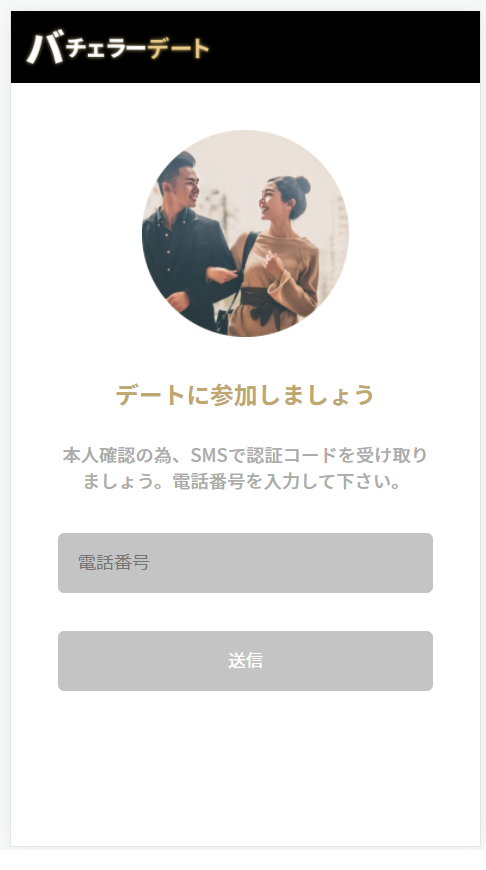 バチェラーデート
デートに参加しましょう
本人確認の為、SMSで認証コードを受け取り
ましょう。電話番号を入力して下さい。
電話番号
送信